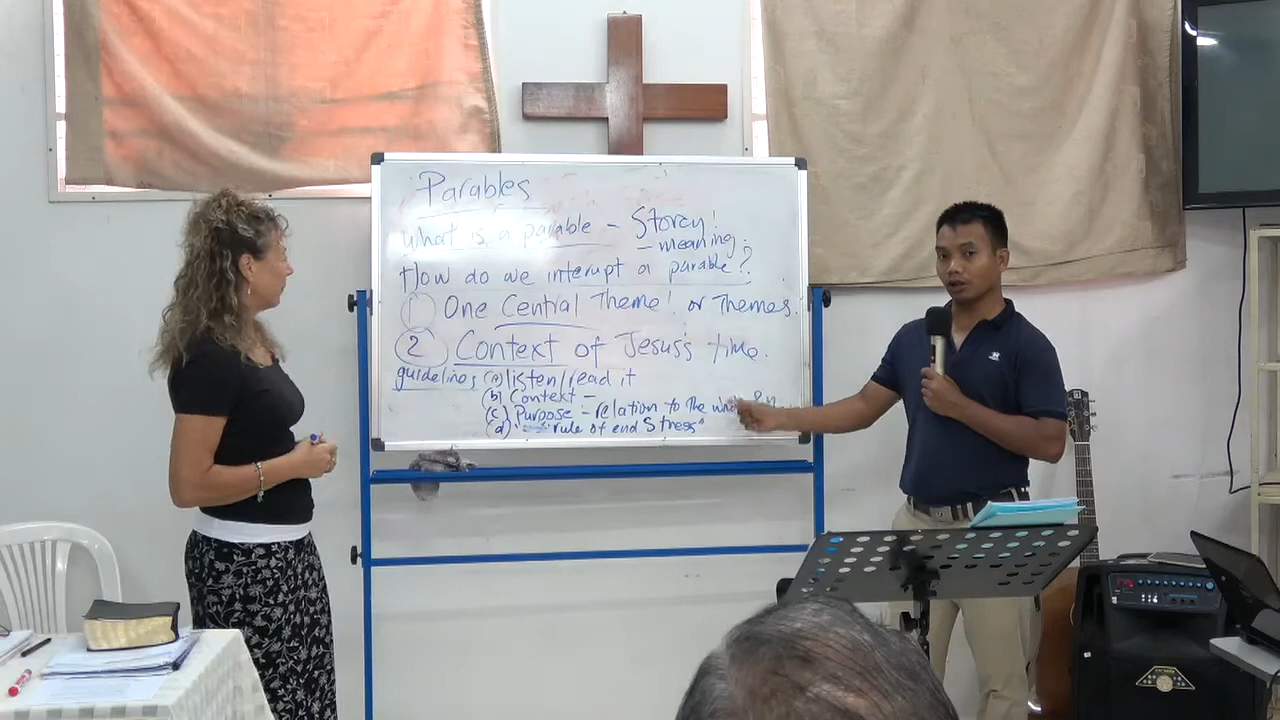 Parables
What is a parable - Storey!
- meaning.
How do we interupt a parable?
1 One Central Theme! or Themes.
2 Context of Jesus's time.
guidelines (a) listen/read it
(b) Context -
(c) Purpose - relation to the
(d) "rule of end Stress"